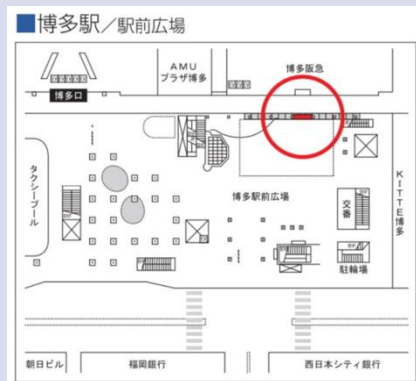 ■博多駅/駅前広場
AMU
プラザ博多
博多阪急
博多口
タクシープール
博多駅前広場
交番
KITTE博多
駐輪場
朝日ビル
福岡銀行
西日本シティ銀行